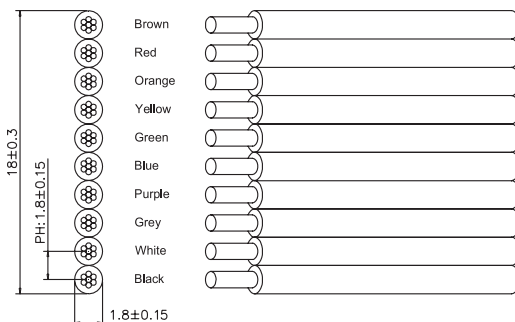 Brown
Red
Orange
Yellow
Green
Blue
Purple
Grey
White
Black
18±0.3
PH:1.8±0.15
1.8±0.15